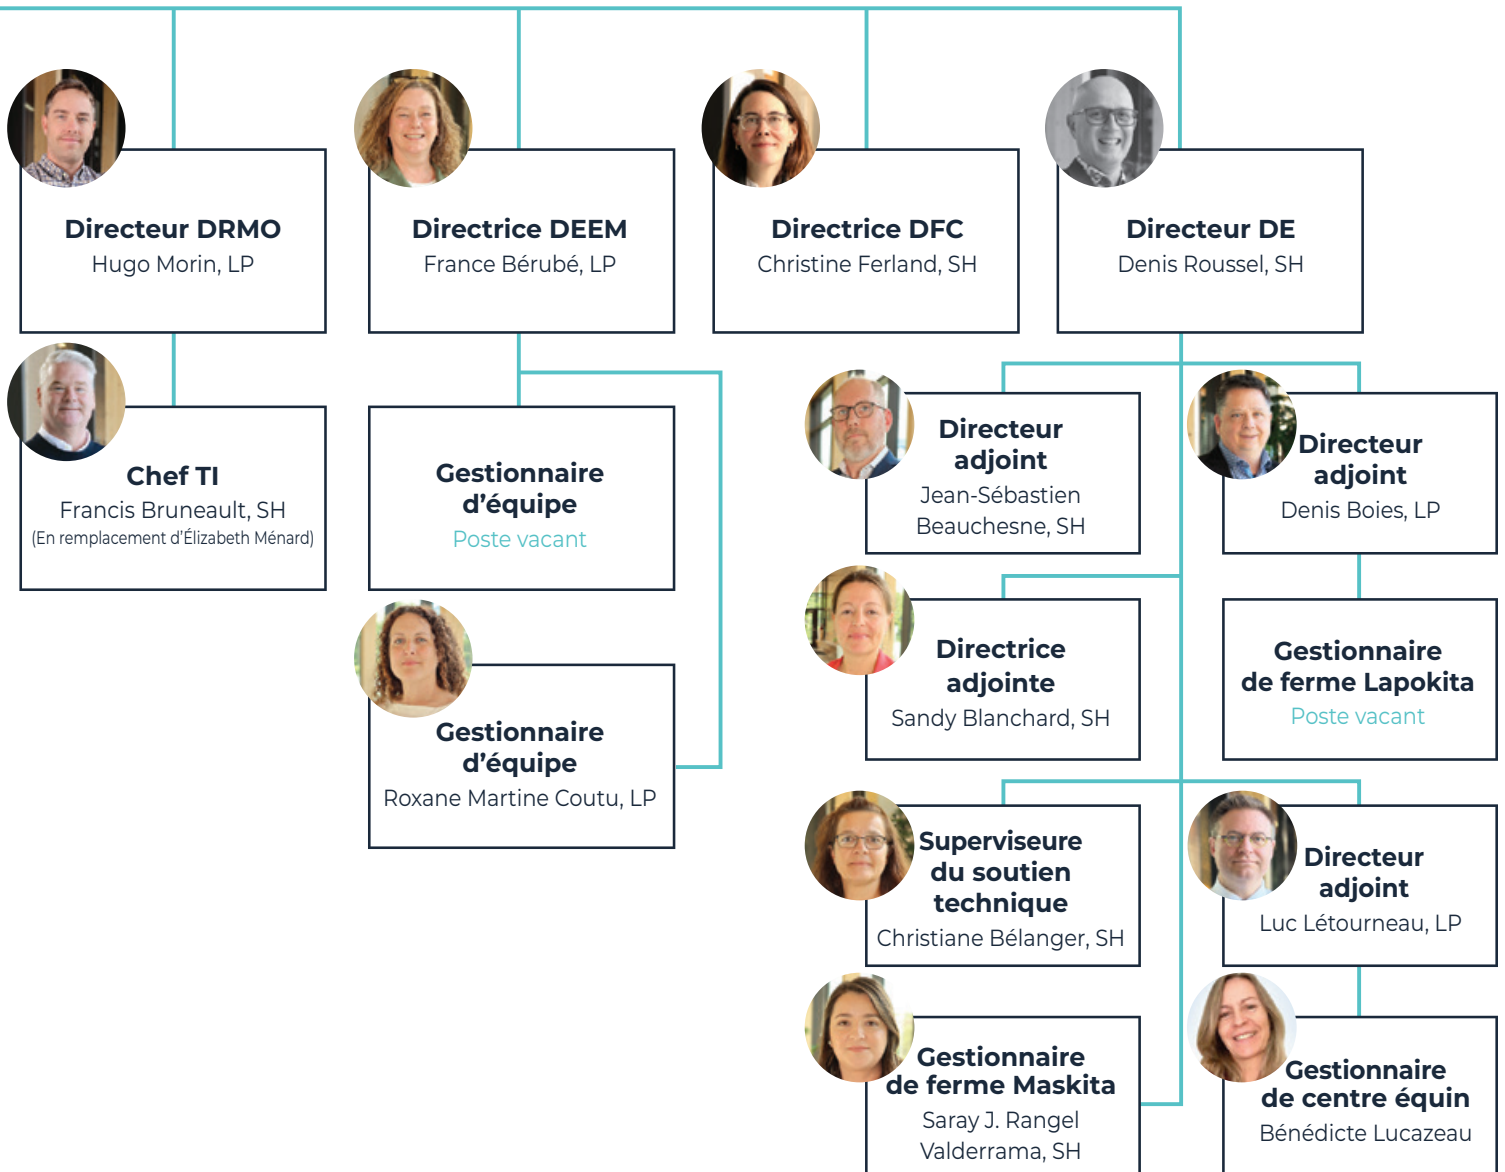 Directeur DRMO
Hugo Morin, LP
Directrice DEEM
France Bérubé, LP
Directrice DFC
Christine Ferland, SH
Directeur DE
Denis Roussel, SH
Chef TI
Francis Bruneault, SH
(En remplacement d’Élizabeth Ménard)
Gestionnaire
d’équipe
Poste vacant
Gestionnaire
d’équipe
Roxane Martine Coutu, LP
Directeur
adjoint
Jean-Sébastien
Beauchesne, SH
Directeur
adjoint
Denis Boies, LP
Directrice
adjointe
Sandy Blanchard, SH
Gestionnaire
de ferme Lapokita
Poste vacant
Superviseure
du soutien
technique
Christiane Bélanger, SH
Directeur
adjoint
Luc Létourneau, LP
Gestionnaire
de ferme Maskita
Saray J. Rangel
Valderrama, SH
Gestionnaire
de centre équin
Bénédicte Lucazeau